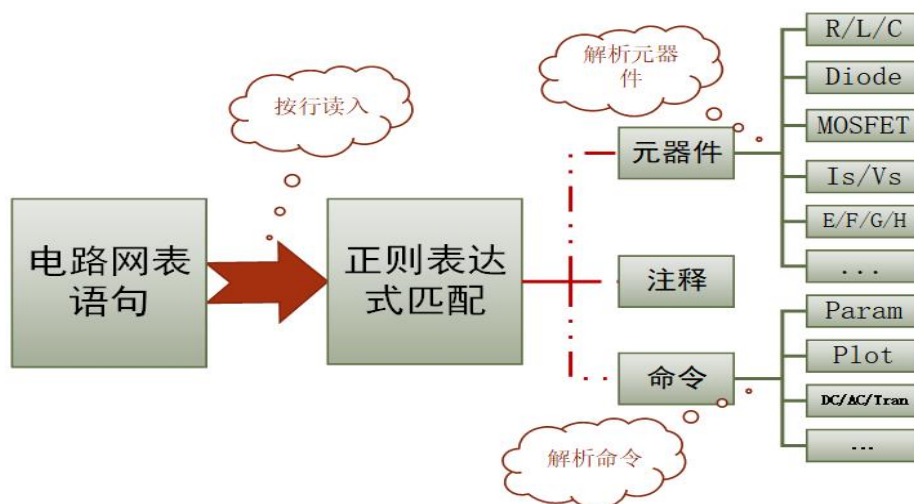 按行读入
电路网表
语句
正则表达
式匹配
解析元器
件
元器件
注释
命令
解析命令
R/L/C
Diode
MOSFET
Is/Vs
E/F/G/H
...
Param
Plot
DC/AC/Tran
...